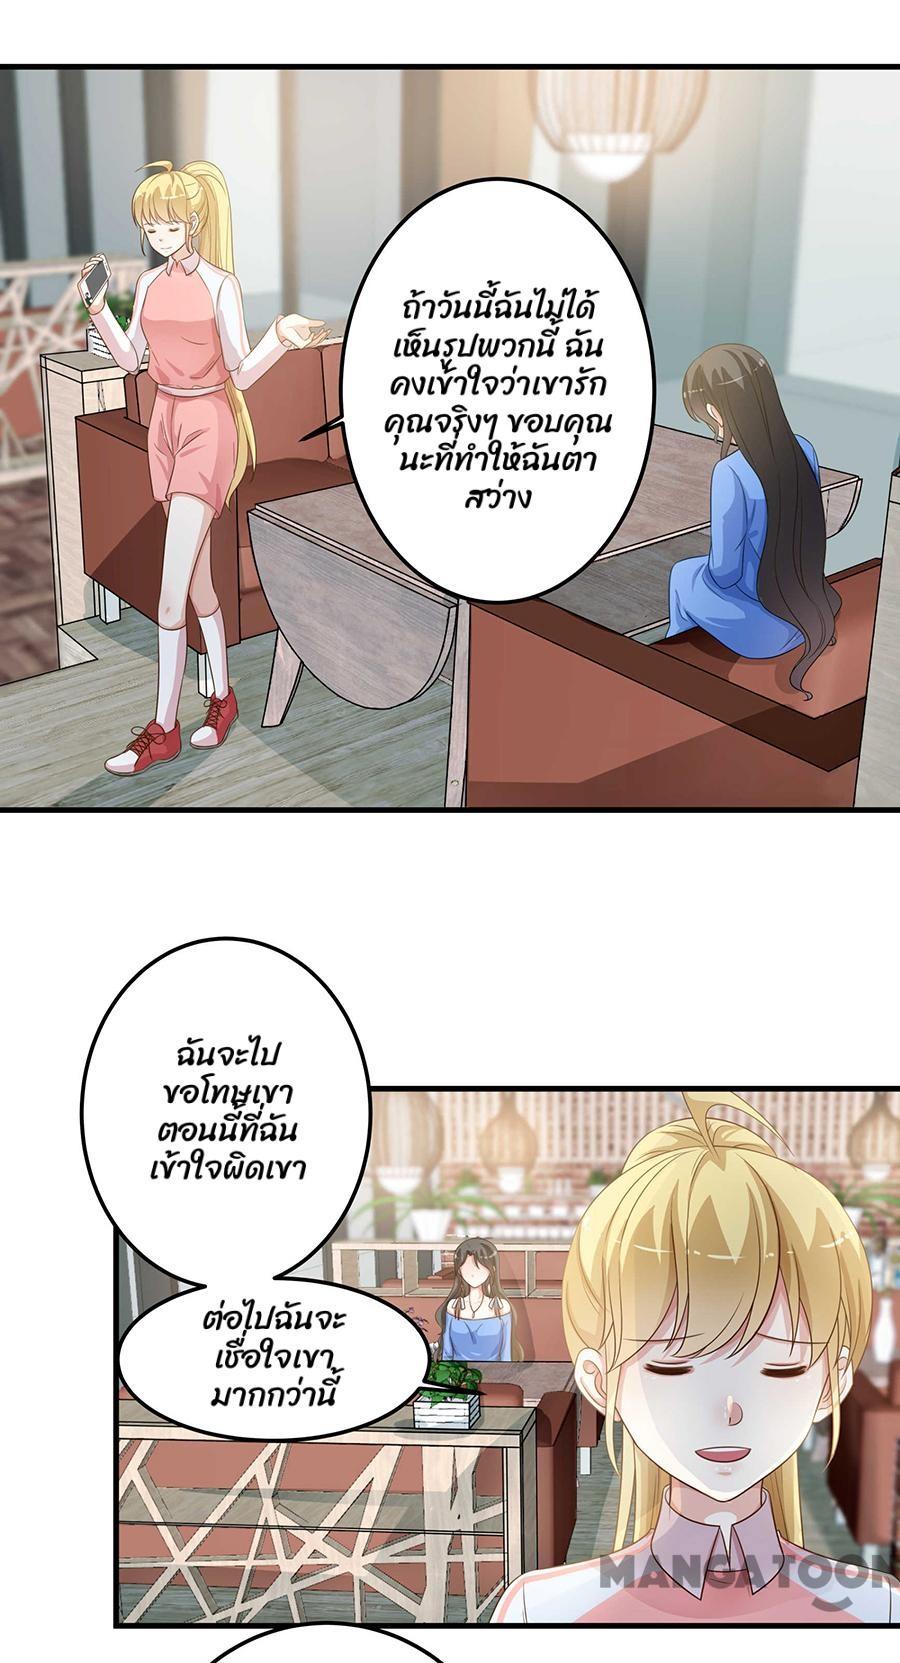 ถ้าวันนี้ฉันไม่ได้
เห็นรูปพวกนี้ ฉัน
คงเข้าใจว่าเขารัก
คุณจริงๆ ขอบคุณ
นะที่ทำให้ฉันตา
สว่าง
ฉันจะไป
ขอโทษเขา
ตอนนี้ที่ฉัน
เข้าใจผิดเขา
ต่อไปฉันจะ
เชื่อใจเขา
มากกว่านี้
MANGATOON